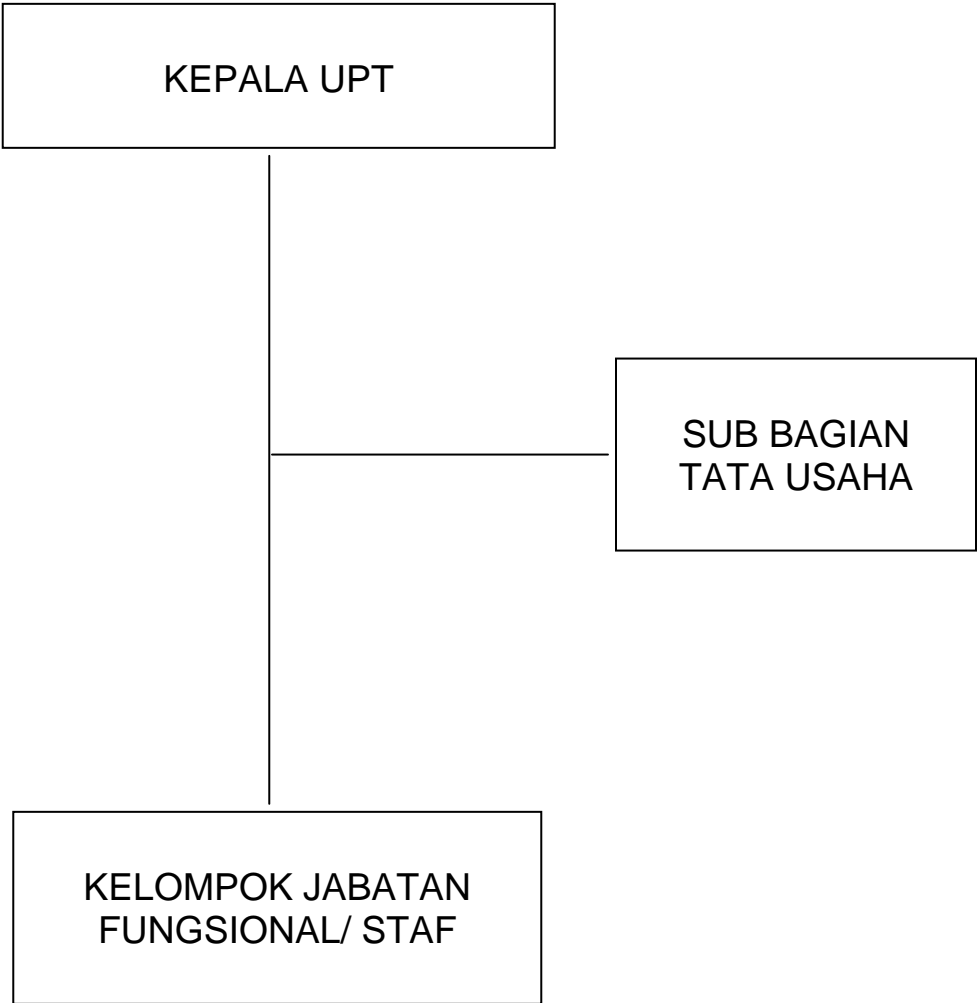 KEPALA UPT
SUB BAGIAN
TATA USAHA
KELOMPOK JABATAN
FUNGSIONAL/ STAF